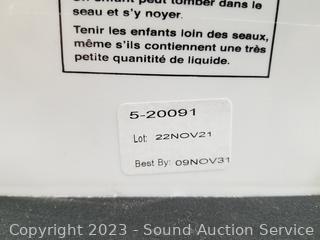 Un enfant peut tomber dans le
seau et s'y noyer.
Tenir les enfants loin des seaux,
même s'ils contiennent une très
petite quanitité de liquide.
5-20091
Lot: 22NOV21
Best By: 09NOV31
Copyright 2023 - Sound Auction Service